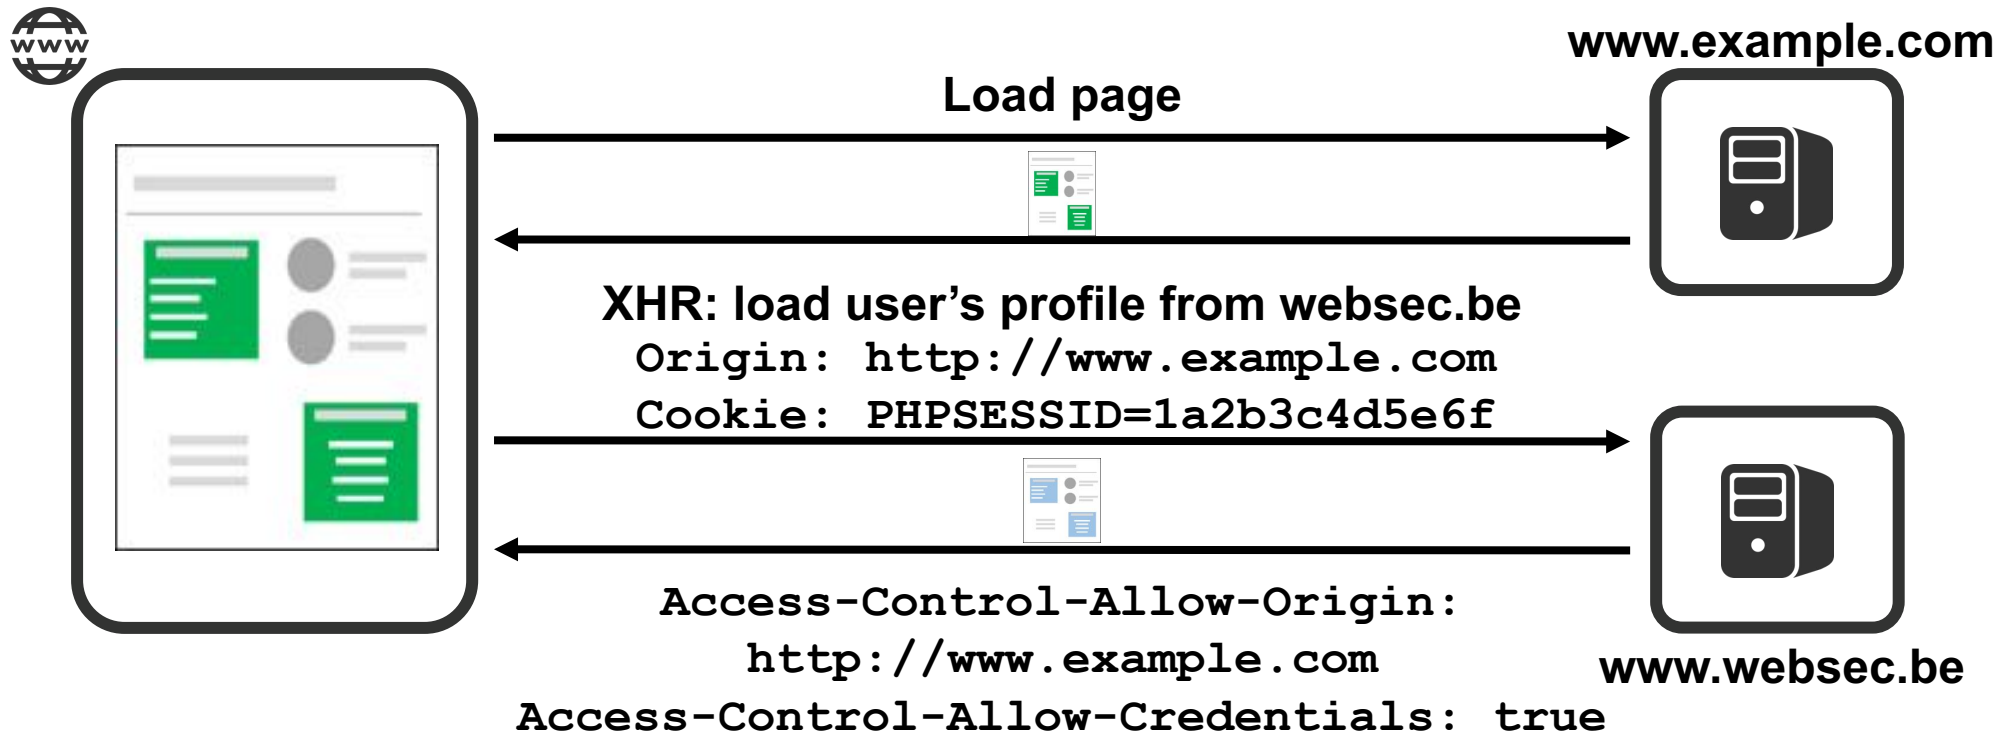 www
www.example.com
Load page
XHR: load user’s profile from websec.be
Origin: http://www.example.com
Cookie: PHPSESSID=1a2b3c4d5e6f
Access-Control-Allow-Origin:
http://www.example.com
Access-Control-Allow-Credentials: true
www.websec.be